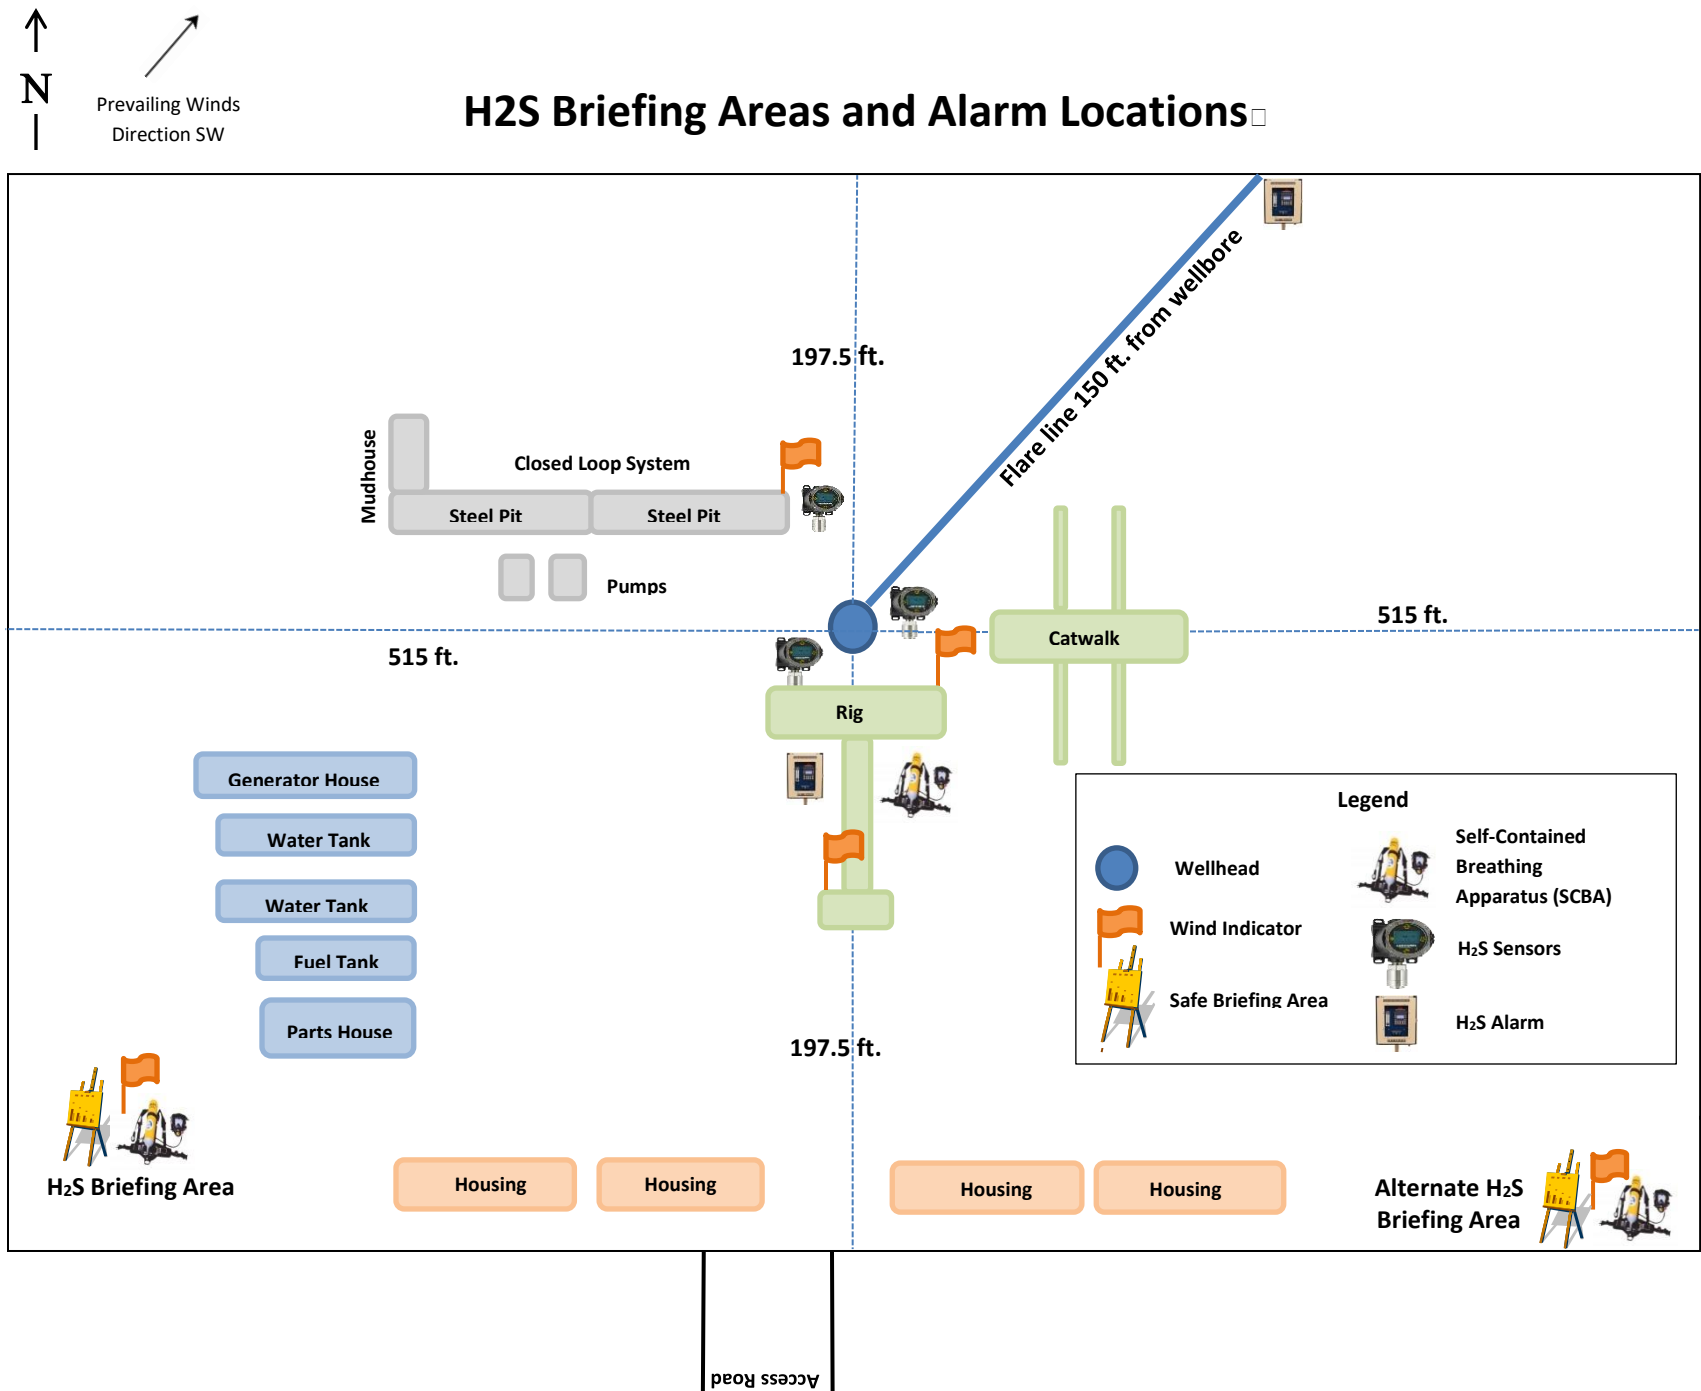 N
Prevailing Winds
Direction SW
H2S Briefing Areas and Alarm Locations□
197.5 ft.
Flare line 150 ft. from wellbore
Mudhouse
Closed Loop System
Steel Pit
Steel Pit
Pumps
515 ft.
515 ft.
Catwalk
Rig
Generator House
Water Tank
Water Tank
Fuel Tank
Parts House
197.5 ft.
Legend
Wellhead
Wind Indicator
Safe Briefing Area
Self-Contained
Breathing
Apparatus (SCBA)
H₂S Sensors
H₂S Alarm
H₂S Briefing Area
Housing
Housing
Housing
Housing
Alternate H₂S
Briefing Area
Access Road